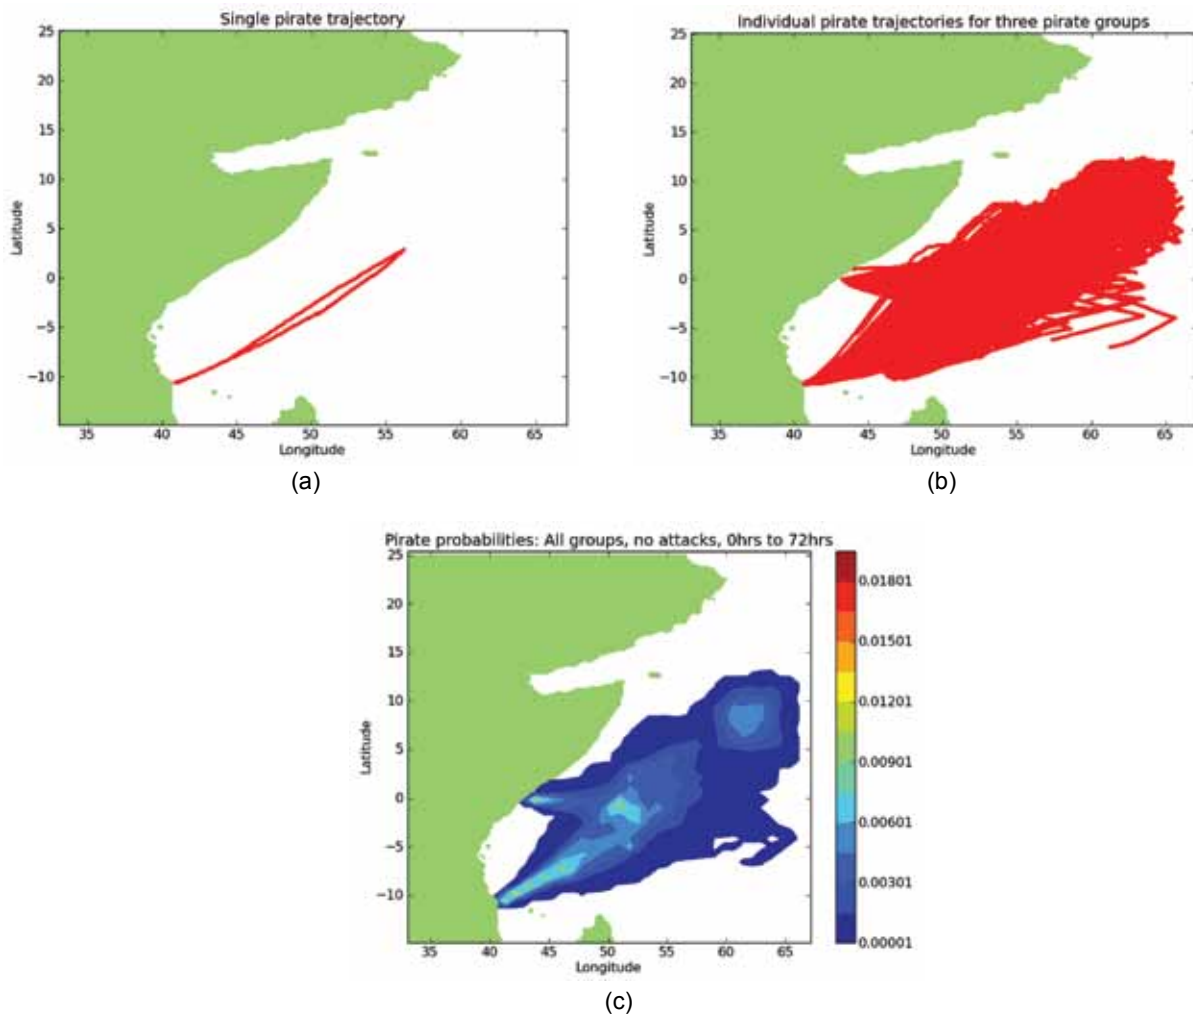 Single pirate trajectory
25
20
15
10
5
0
−5
−10
Latitude
35 40 45 50 55 60 65
Longitude
(a)
Individual pirate trajectories for three pirate groups
25
20
15
10
5
0
−5
−10
Latitude
35 40 45 50 55 60 65
Longitude
(b)
Pirate probabilities: All groups, no attacks, 0hrs to 72hrs
25
20
15
10
5
0
−5
−10
Latitude
35 40 45 50 55 60 65
Longitude
0.01801
0.01501
0.01201
0.00901
0.00601
0.00301
0.00001
(c)